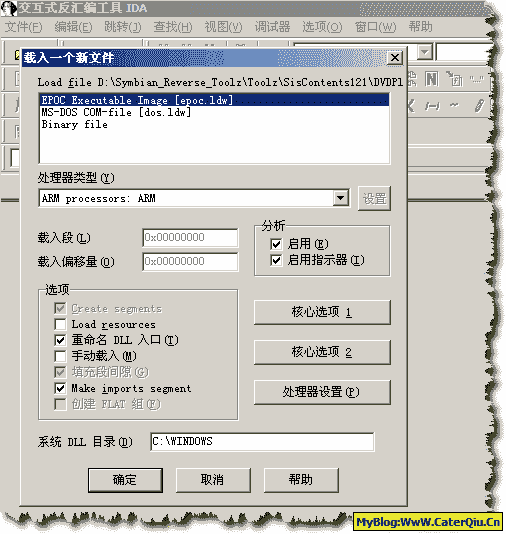 交互式反汇编工具 IDA
文件(F) 编辑(E) 跳转(J) 查找(H) 视图(V) 调试器 选项(O) 窗口(W) 帮助
载入一个新文件
Load file D:\Symbian_Reverse_Toolz\Toolz\SisContents121\DVDPl
EPOC Executable Image [epoc.ldw]
MS-DOS COM-file [dos.ldw]
Binary file
处理器类型(Y)
ARM processors: ARM
设置
载入段(L) 0x00000000
载入偏移量(O) 0x00000000
分析
启用(E)
启用指示器(I)
选项
Create segments
Load resources
重命名 DLL 入口(T)
手动载入(M)
填充段间隙(G)
Make imports segment
创建 FLAT 组(F)
核心选项 1
核心选项 2
处理器设置(P)
系统 DLL 目录(D) C:\WINDOWS
确定 取消 帮助
MyBlog:WwW.CaterQiu.Cn